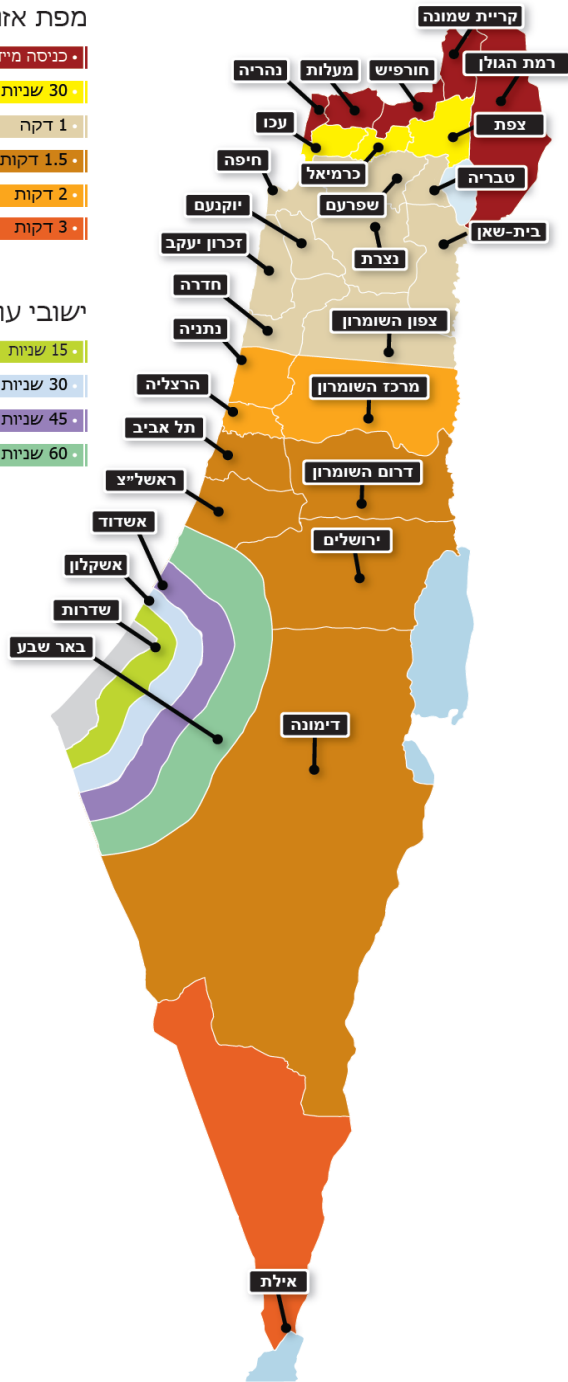 מפת
• כניסה
• 30 שניות
• 1 דקה
• 1.5 דקות
• 2 דקות
• 3 דקות
ישובי
• 15 שניות
• 30 שניות
• 45 שניות
• 60 שניות
קריית שמונה
רמת הגולן
חורפיש
מעלות
נהריה
צפת
עכו
כרמיאל
חיפה
טבריה
שפרעם
יוקנעם
בית-שאן
זכרון יעקב
נצרת
חדרה
צפון השומרון
נתניה
מרכז השומרון
הרצליה
תל אביב
דרום השומרון
ראשל״צ
אשדוד
ירושלים
אשקלון
שדרות
באר שבע
דימונה
אילת